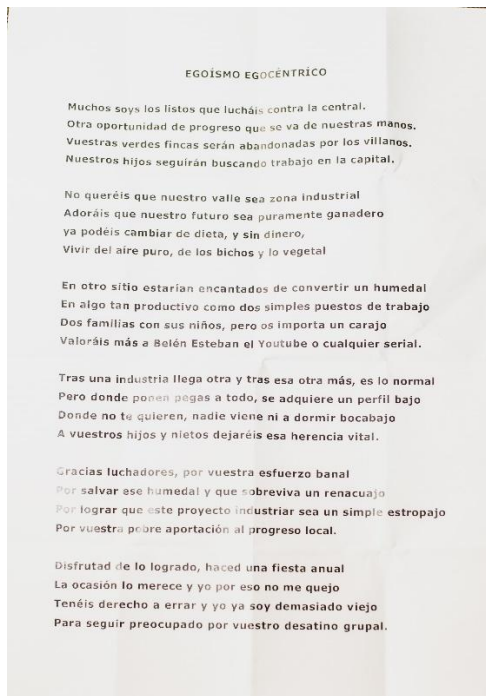 EGOÍSMO EGOCÉNTRICO
Muchos soys los listos que lucháis contra la central.
Otra oportunidad de progreso que se va de nuestras manos.
Vuestras verdes fincas serán abandonadas por los villanos.
Nuestros hijos seguirán buscando trabajo en la capital.
No queréis que nuestro valle sea zona industrial
Adoráis que nuestro futuro sea puramente ganadero
ya podéis cambiar de dieta, y sin dinero,
Vivir del aire puro, de los bichos y lo vegetal
En otro sítio estarían encantados de convertir un humedal
En algo tan productivo como dos simples puestos de trabajo
Dos familias con sus niños, pero os importa un carajo
Valoráis más a Belén Esteban el Youtube o cualquier serial.
Tras una industria llega otra y tras esa otra más, es lo normal
Pero donde ponen pegas a todo, se adquiere un perfil bajo
Donde no te quieren, nadie viene ni a dormir bocabajo
A vuestros hijos y nietos dejaréis esa herencia vital.
Gracias luchadores, por vuestra esfuerzo banal
Por salvar ese humedal y que sobreviva un renacuajo
Por lograr que este proyecto industriar sea un simple estropajo
Por vuestra pobre aportación al progreso local.
Disfrutad de lo logrado, haced una fiesta anual
La ocasión lo merece y yo por eso no me quejo
Tenéis derecho a errar y yo ya soy demasiado viejo
Para seguir preocupado por vuestro desatino grupal.